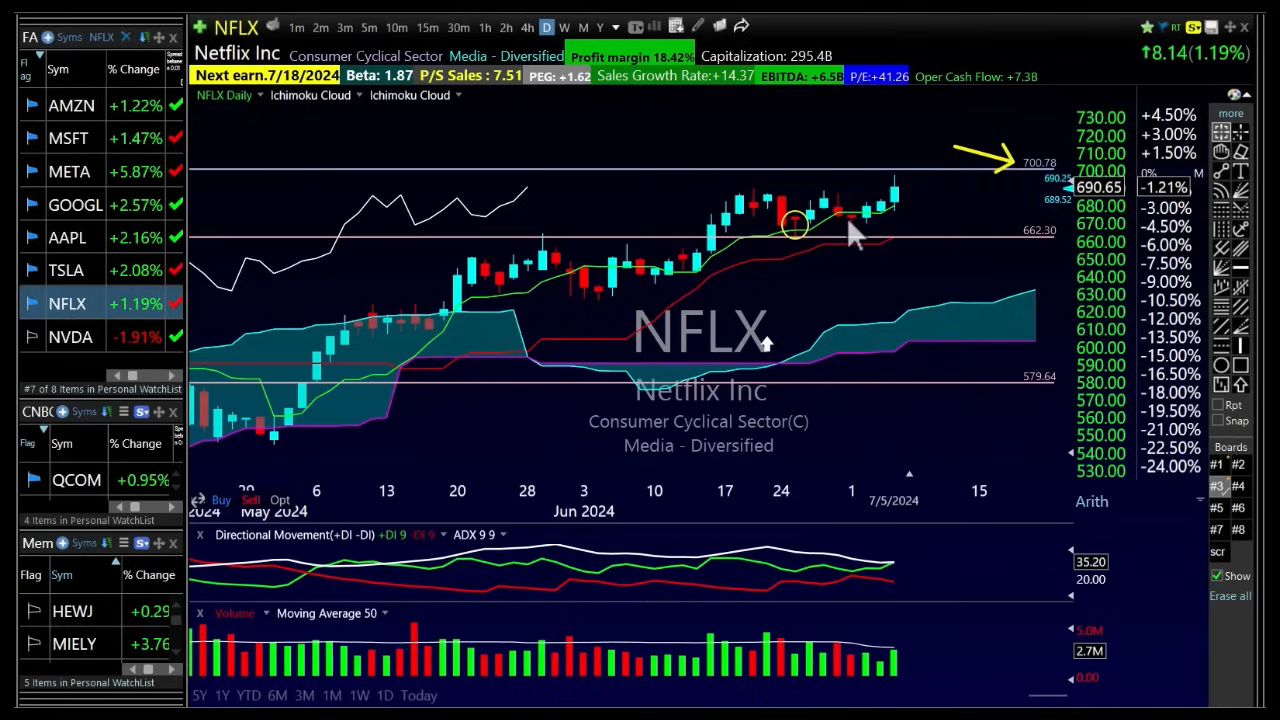 FA Syms NFLX
NFLX 1m 2m 3m 5m 10m 15m 30m 1h 2h 4h D W M Y
RT
Netflix Inc Consumer Cyclical Sector Media - Diversified Profit margin 18.42% Capitalization: 295.4B
↑8.14(1.19%)
Next earn.7/18/2024 Beta: 1.87 P/S Sales : 7.51 PEG: +1.62 Sales Growth Rate:+14.37 EBITDA: +6.5B P/E:+41.26 Oper Cash Flow: +7.3B
NFLX Daily Ichimoku Cloud Ichimoku Cloud
Flag Sym % Change
AMZN +1.22%
MSFT +1.47%
META +5.87%
GOOGL +2.57%
AAPL +2.16%
TSLA +2.08%
NFLX +1.19%
NVDA -1.91%
#7 of 8 Items in Personal WatchList
CNBC Syms
Flag Sym % Change
QCOM +0.95%
4 Items in Personal WatchList
Mem Syms
Flag Sym % Change
HEWJ +0.29
MIELY +3.76
5 Items in Personal WatchList
700.78
690.25
689.52
662.30
579.64
NFLX
Netflix Inc
Consumer Cyclical Sector(C)
Media - Diversified
730.00
720.00
710.00
700.00
690.65
680.00
670.00
660.00
650.00
640.00
630.00
620.00
610.00
600.00
590.00
580.00
570.00
560.00
550.00
540.00
530.00
+4.50%
+3.00%
+1.50%
0% M
-1.21%
-3.00%
-4.50%
-6.00%
-7.50%
-9.00%
-10.50%
-12.00%
-13.50%
-15.00%
-16.50%
-18.00%
-19.50%
-21.00%
-22.50%
-24.00%
Buy Sell Opt
6 13 20 28 3 10 17 24 1 7/5/2024 15
2024 May 2024 Jun 2024
Arith
Directional Movement(+DI -DI) +DI 9 -DI 9 ADX 9 9
35.20
20.00
Volume Moving Average 50
5.0M
2.7M
0.00
5Y 1Y YTD 6M 3M 1M 1W 1D Today
more
Rpt
Snap
Boards
#1 #2
#3 #4
#5 #6
#7 #8
scr
Show
Erase all